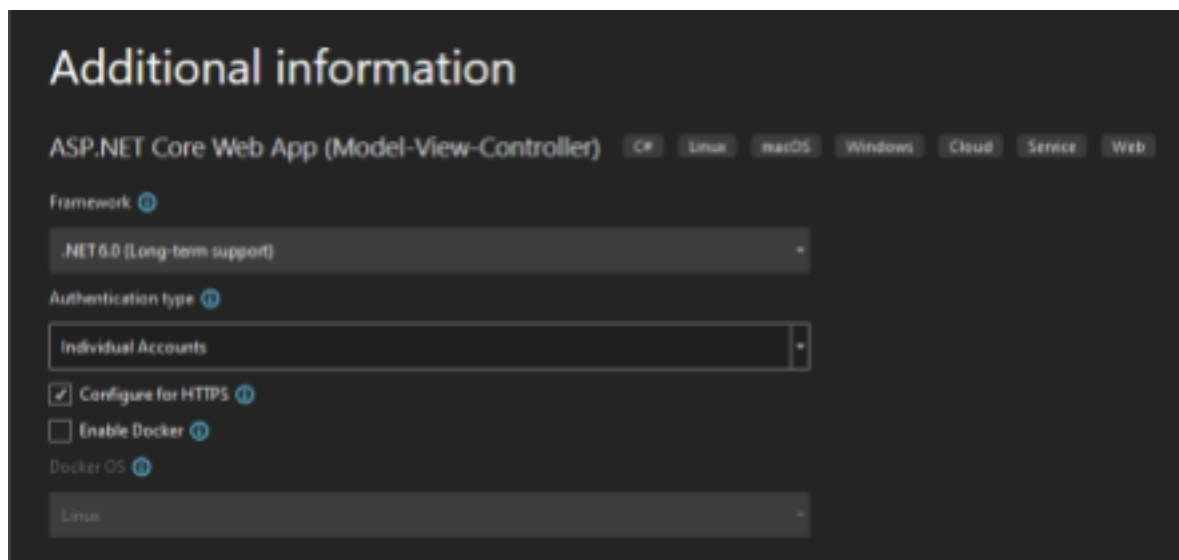 Additional information
ASP.NET Core Web App (Model-View-Controller) C# Linux macOS Windows Cloud Service Web
Framework
.NET 6.0 (Long-term support)
Authentication type
Individual Accounts
Configure for HTTPS
Enable Docker
Docker OS
Linux